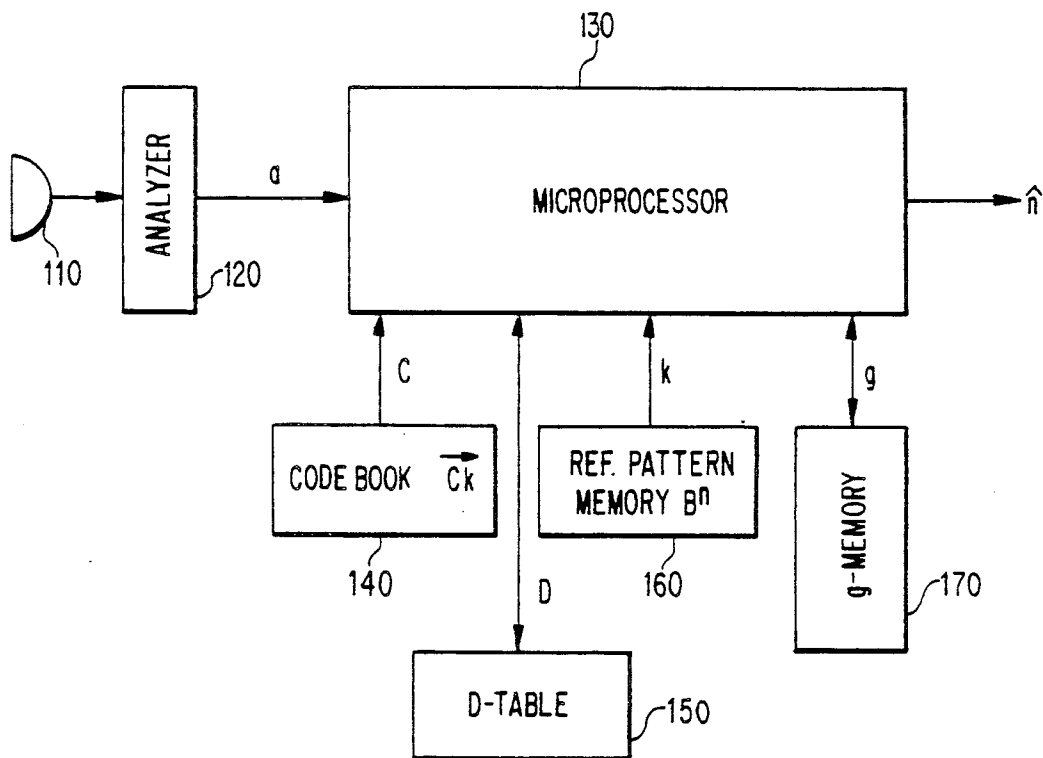 130
ANALYZER
a
MICROPROCESSOR
n̂
110
120
C
k
g
CODE BOOK C⃗k
REF. PATTERN
MEMORY Bⁿ
g-MEMORY
140
D
160
170
D-TABLE
150